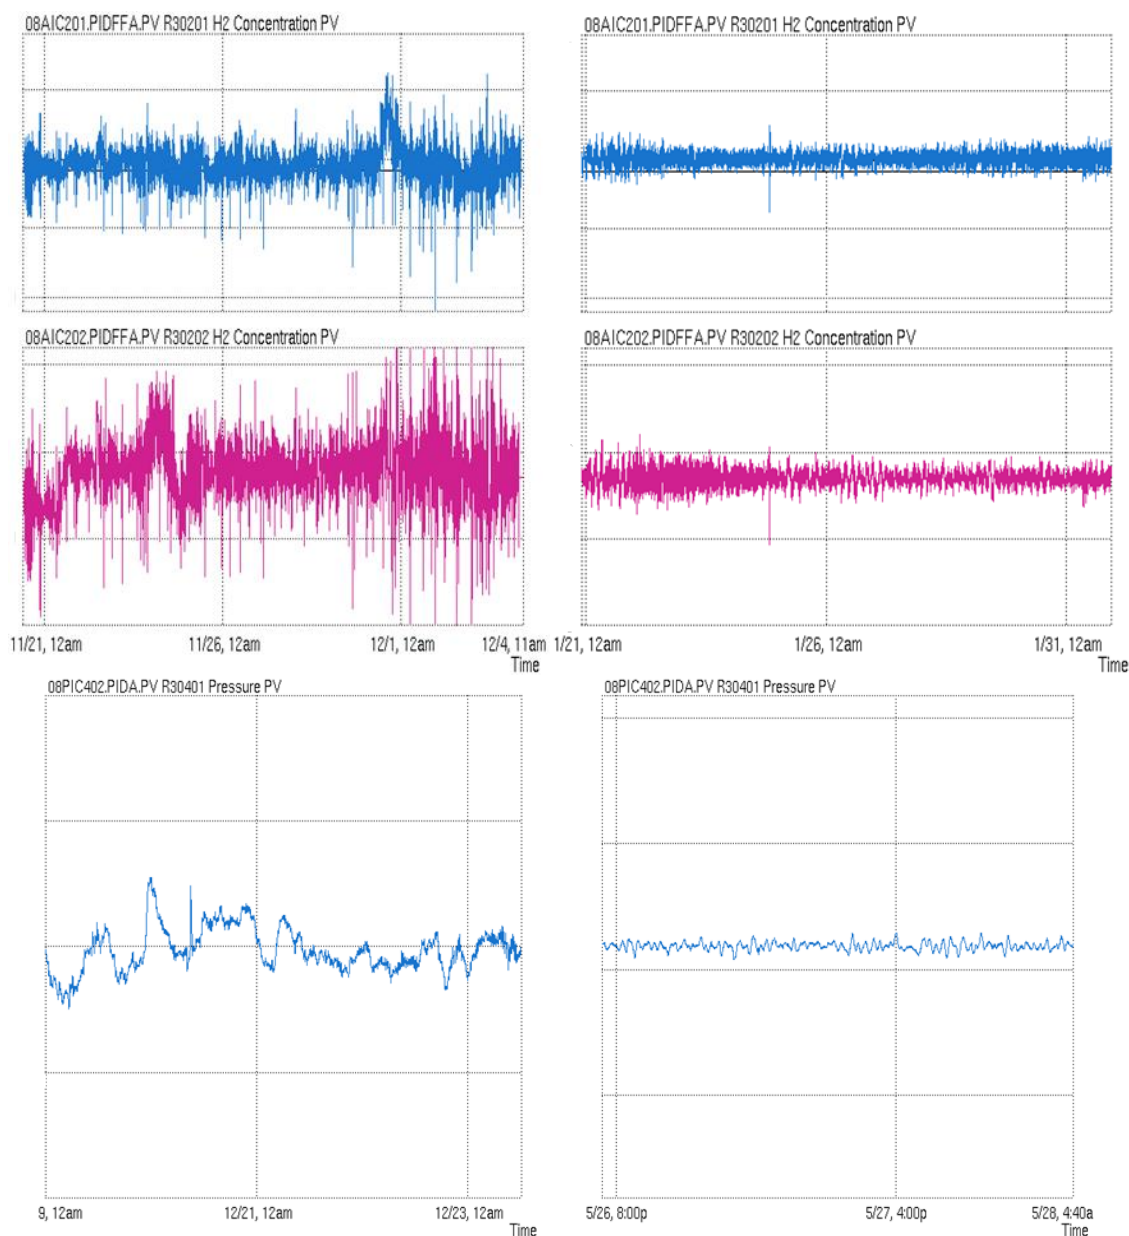 08AIC201.PIDFFA.PV R30201 H2 Concentration PV
08AIC201.PIDFFA.PV R30201 H2 Concentration PV
08AIC202.PIDFFA.PV R30202 H2 Concentration PV
08AIC202.PIDFFA.PV R30202 H2 Concentration PV
11/21, 12am 11/26, 12am 12/1, 12am 12/4, 11am
Time
1/21, 12am 1/26, 12am 1/31, 12am
Time
08PIC402.PIDA.PV R30401 Pressure PV
08PIC402.PIDA.PV R30401 Pressure PV
9, 12am 12/21, 12am 12/23, 12am
Time
5/26, 8:00p 5/27, 4:00p 5/28, 4:40a
Time